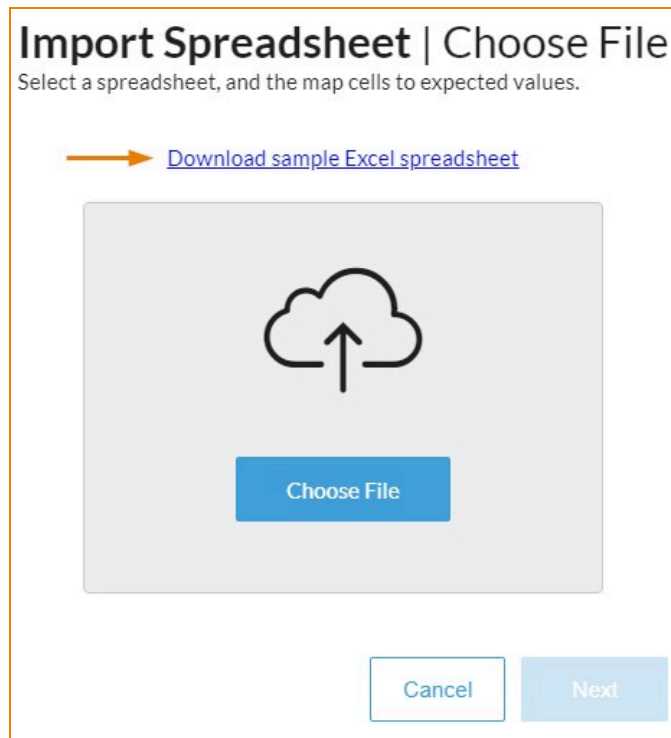 Import Spreadsheet | Choose File
Select a spreadsheet, and the map cells to expected values.
Download sample Excel spreadsheet
Choose File
Cancel Next